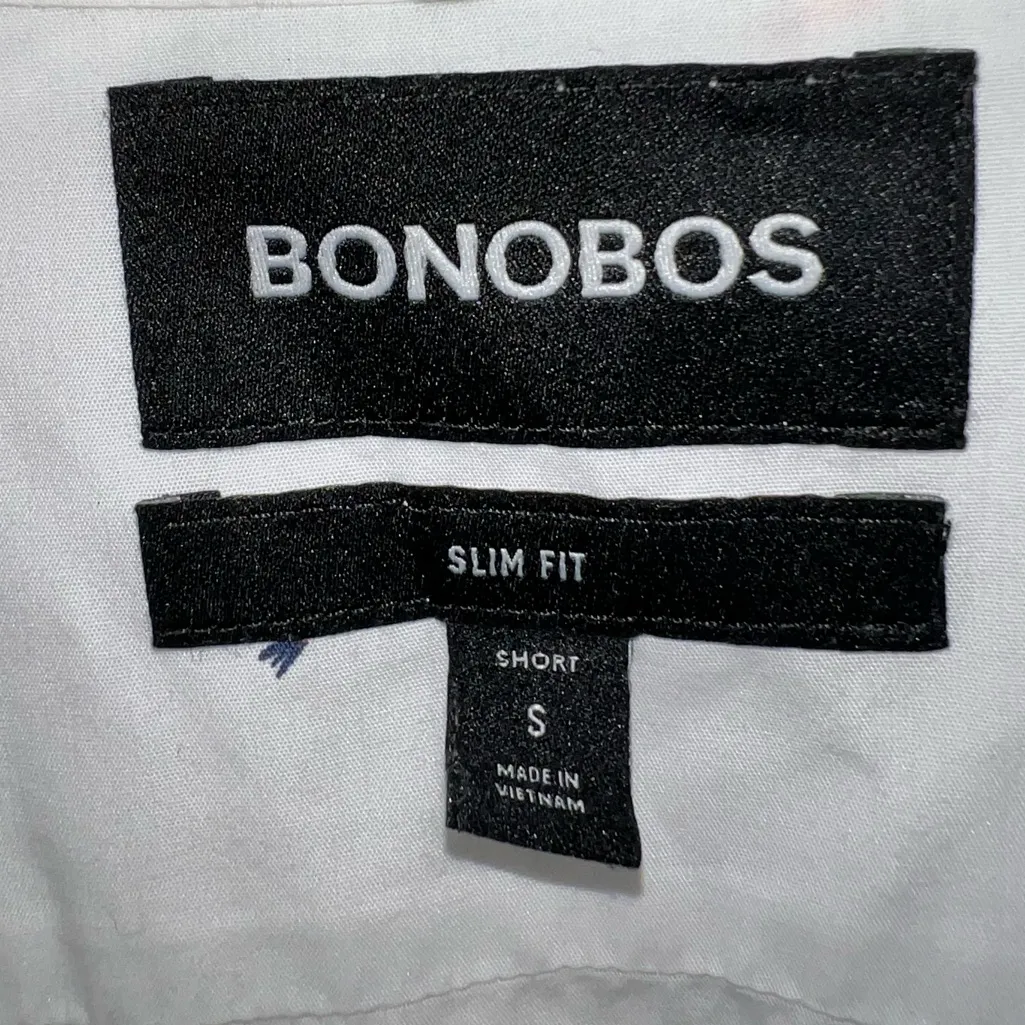 BONOBOS
SLIM FIT
SHORT
S
MADE IN
VIETNAM